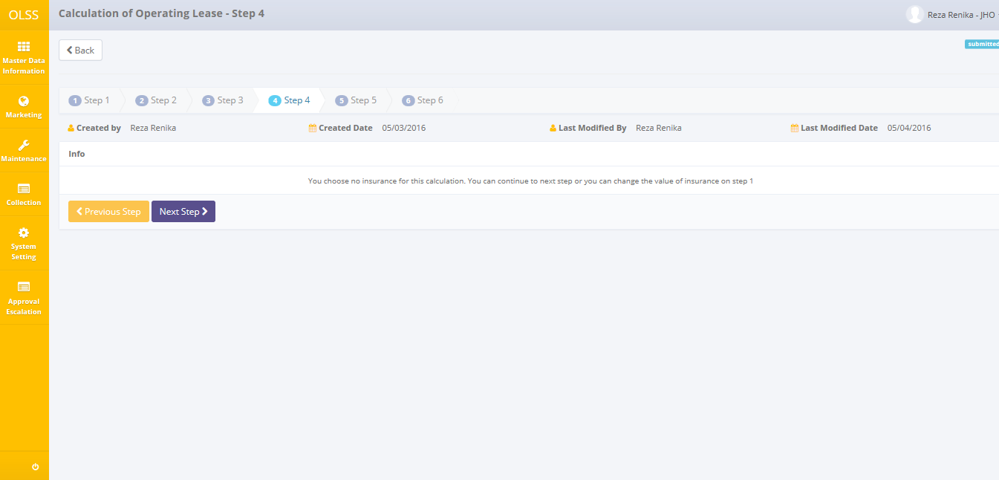 OLSS
Calculation of Operating Lease - Step 4
Reza Renika - JHO
Back
submitted
Master Data
Information
Marketing
Maintenance
Collection
System
Setting
Approval
Escalation
1 Step 1
2 Step 2
3 Step 3
4 Step 4
5 Step 5
6 Step 6
Created by Reza Renika
Created Date 05/03/2016
Last Modified By Reza Renika
Last Modified Date 05/04/2016
Info
You choose no insurance for this calculation. You can continue to next step or you can change the value of insurance on step 1
Previous Step
Next Step